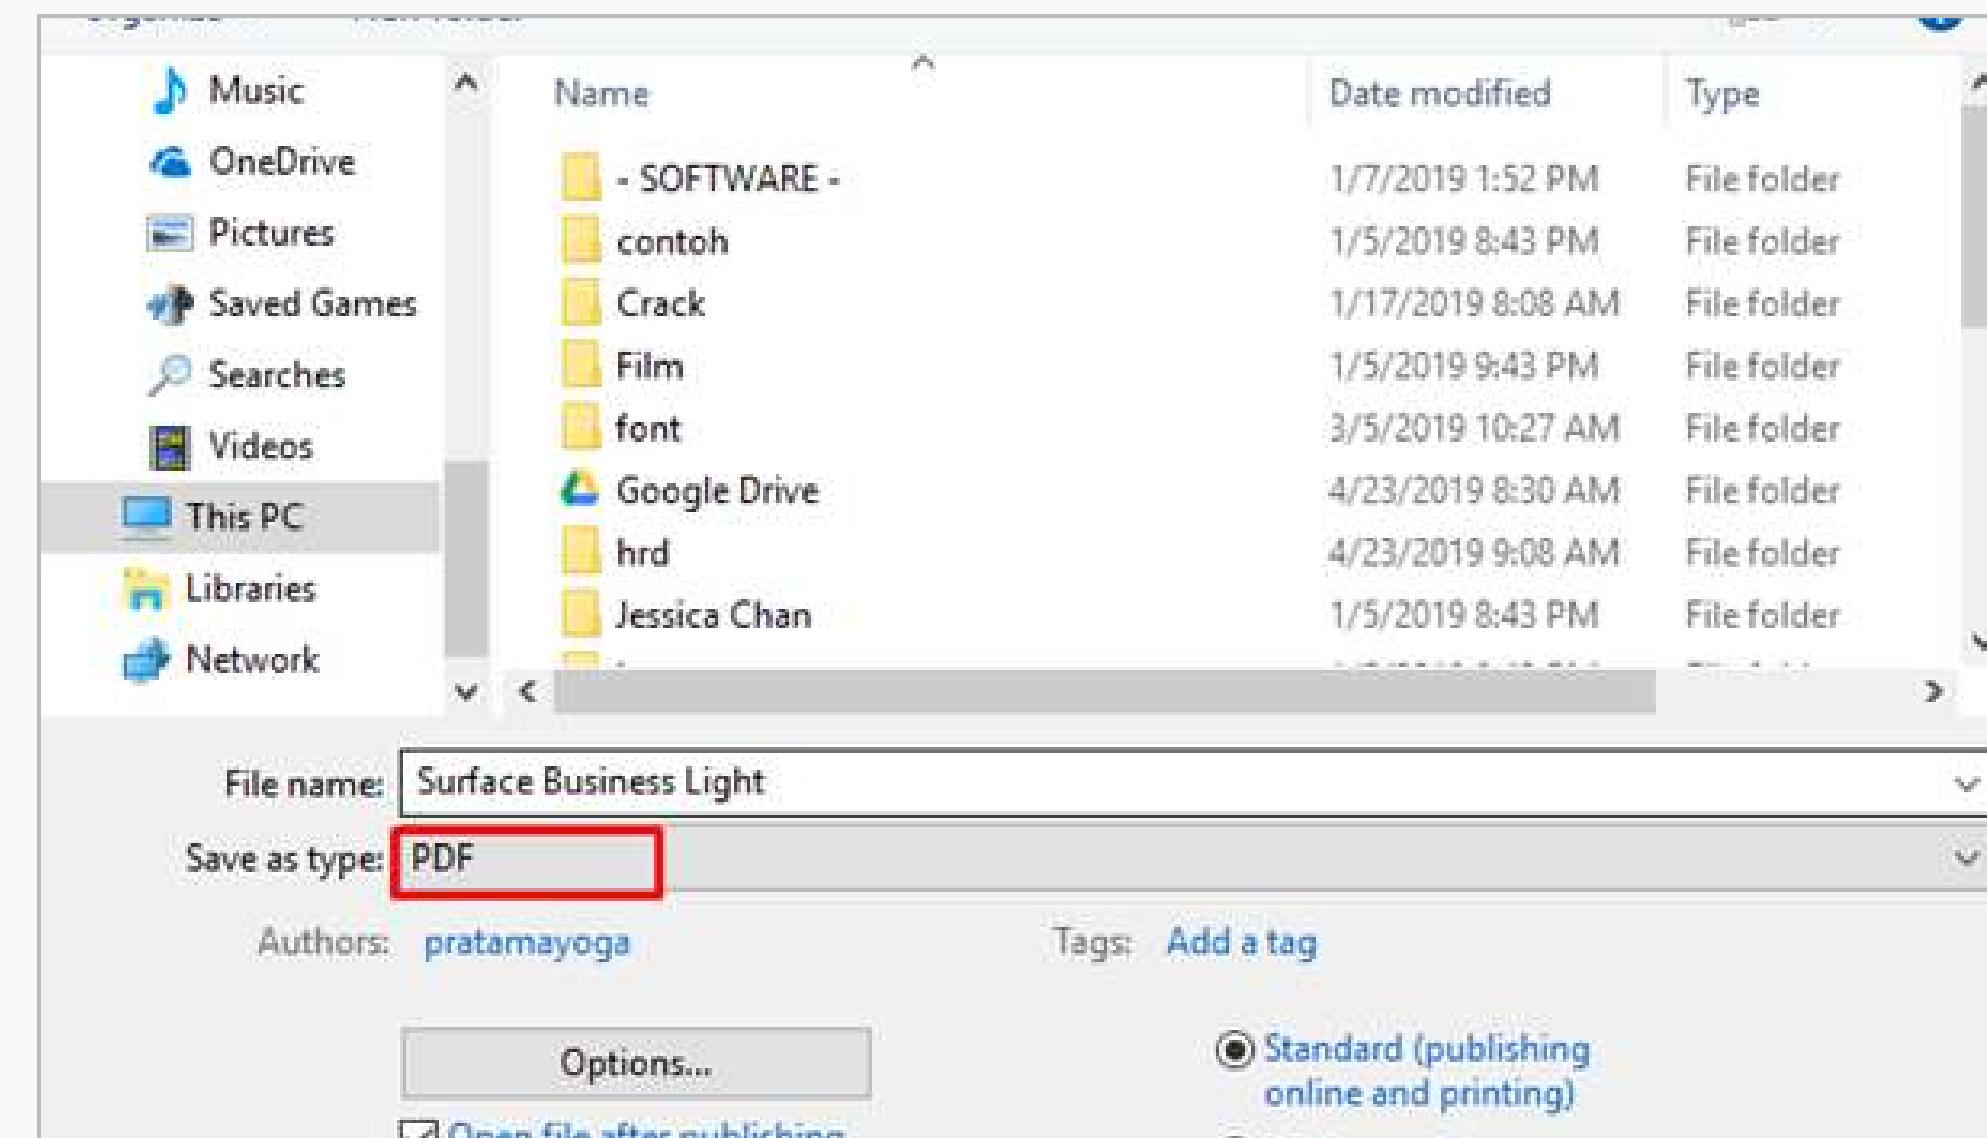 Music
OneDrive
Pictures
Saved Games
Searches
Videos
This PC
Libraries
Network
Name Date modified Type
- SOFTWARE - 1/7/2019 1:52 PM File folder
contoh 1/5/2019 8:43 PM File folder
Crack 1/17/2019 8:08 AM File folder
Film 1/5/2019 9:43 PM File folder
font 3/5/2019 10:27 AM File folder
Google Drive 4/23/2019 8:30 AM File folder
hrd 4/23/2019 9:08 AM File folder
Jessica Chan 1/5/2019 8:43 PM File folder
File name: Surface Business Light
Save as type: PDF
Authors: pratamayoga Tags: Add a tag
Options...
Standard (publishing
online and printing)
Open file after publishing